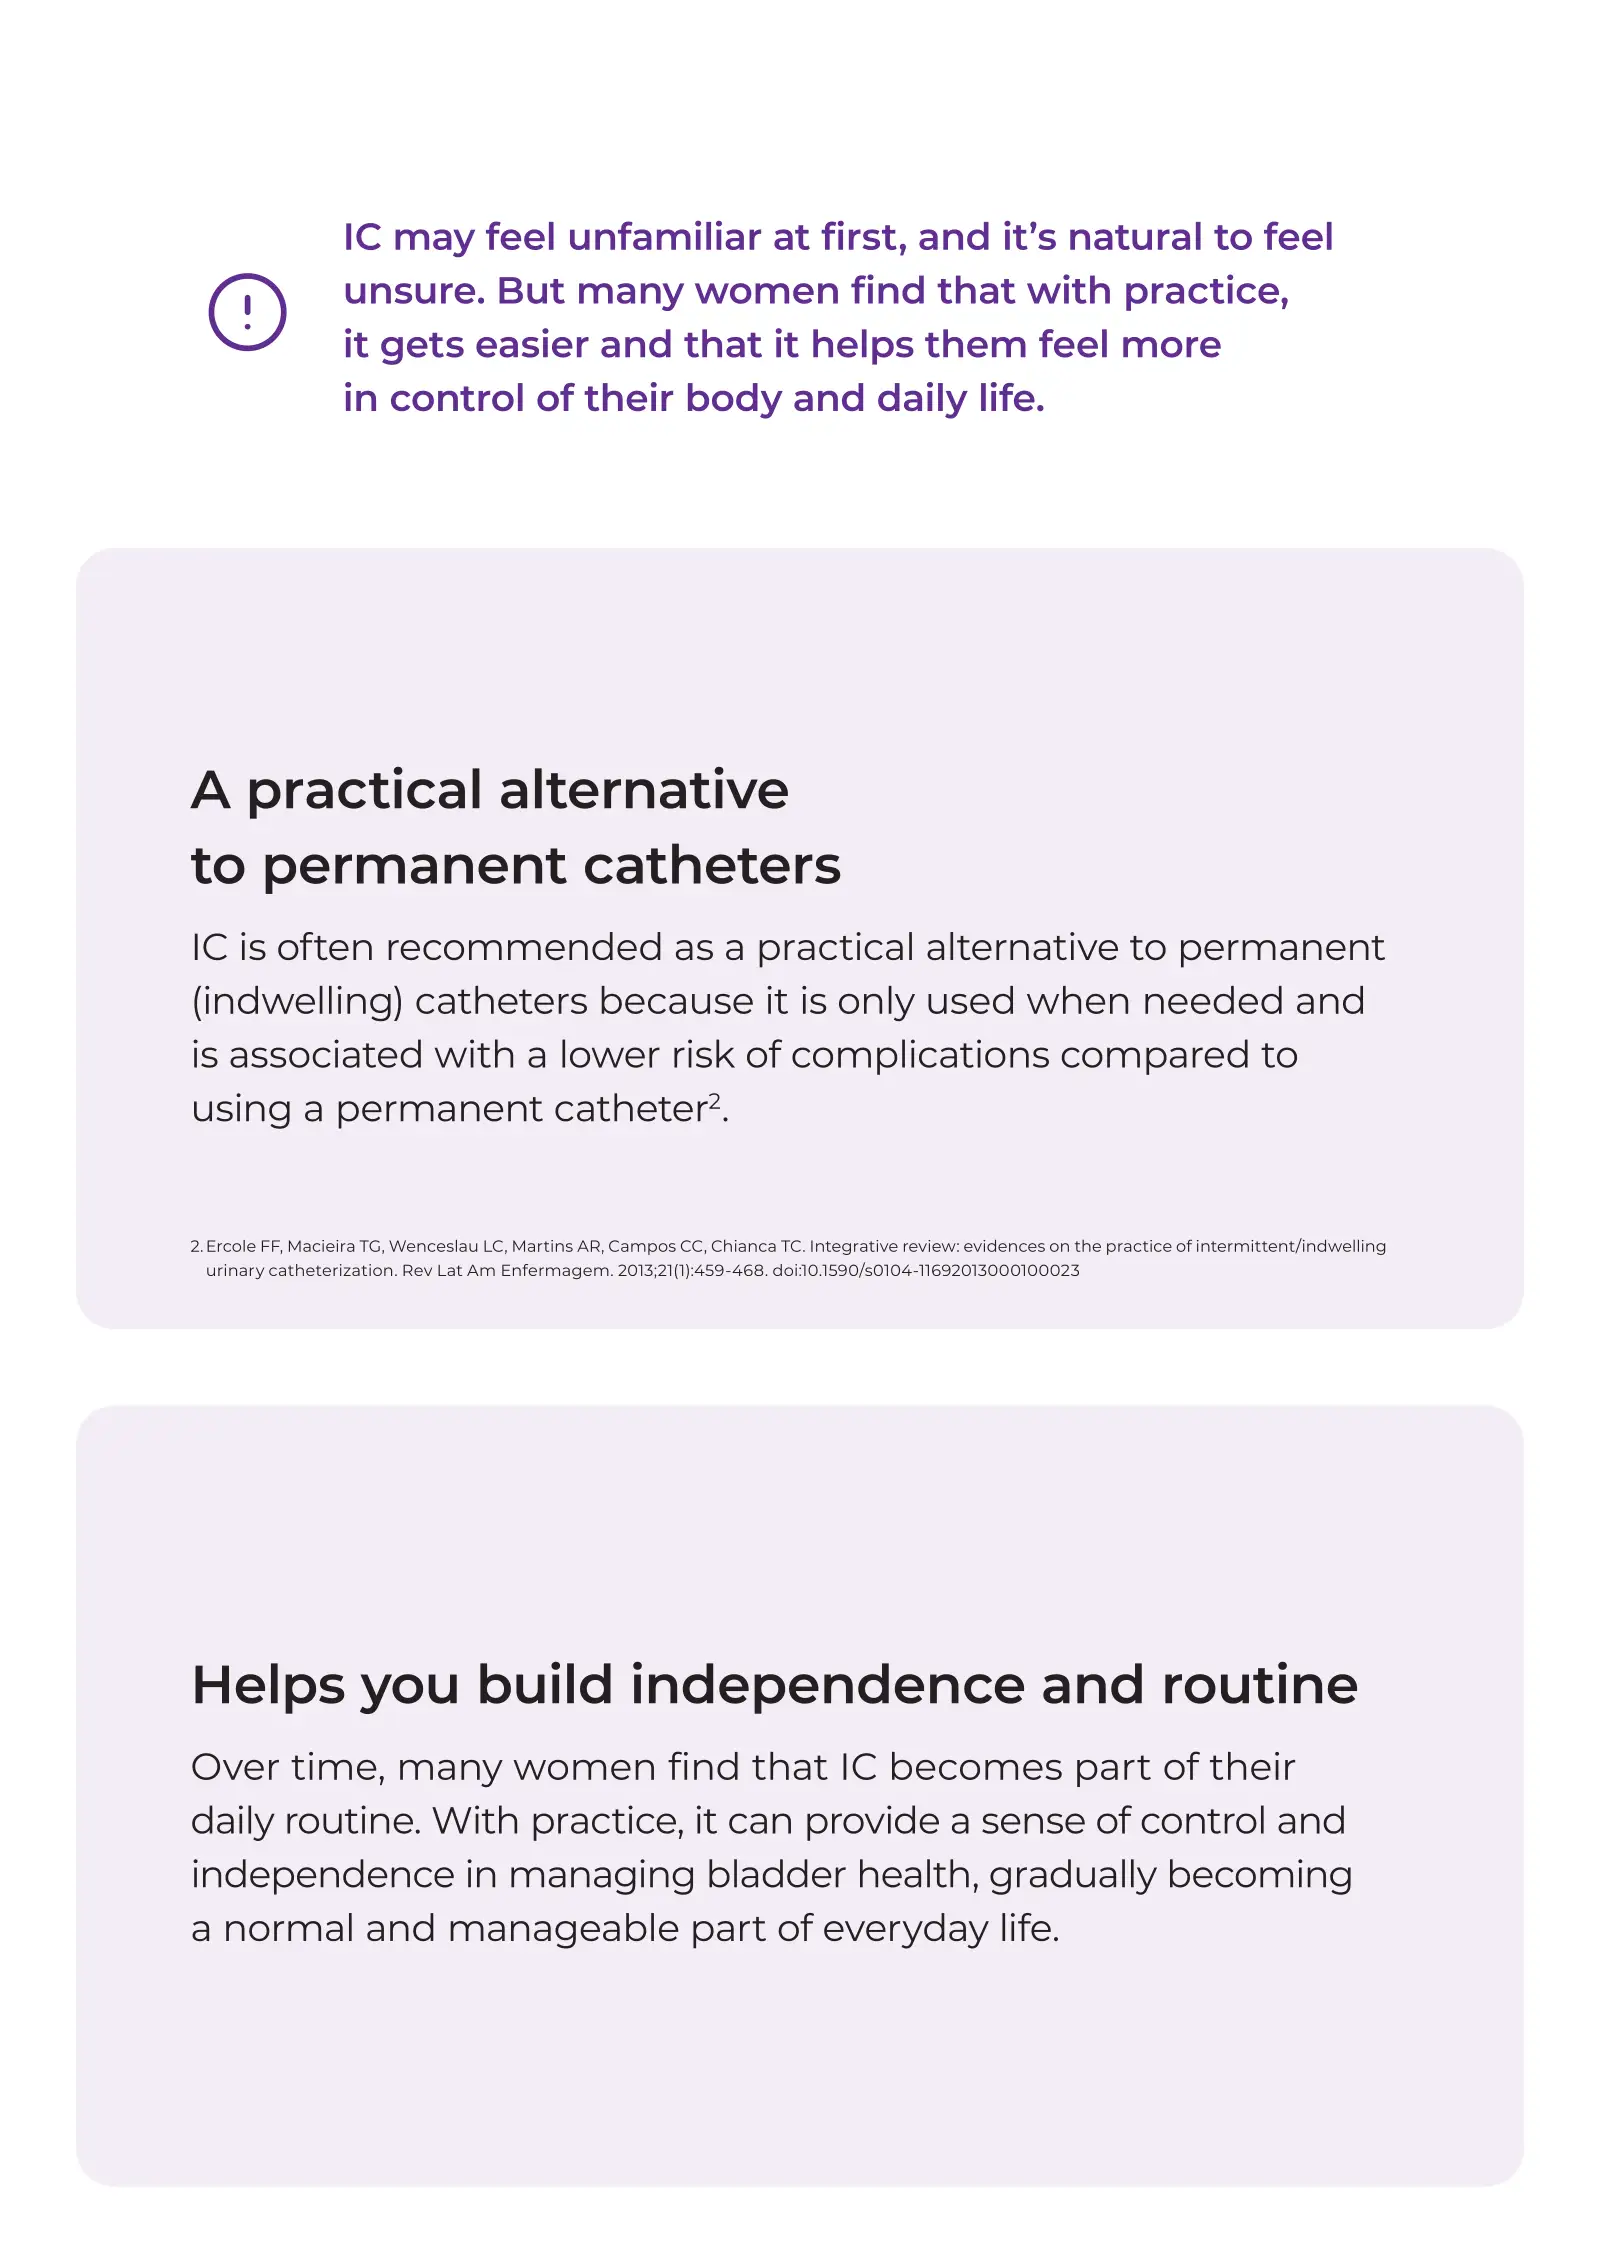 IC may feel unfamiliar at first, and it’s natural to feel
unsure. But many women find that with practice,
it gets easier and that it helps them feel more
in control of their body and daily life.
A practical alternative
to permanent catheters
IC is often recommended as a practical alternative to permanent
(indwelling) catheters because it is only used when needed and
is associated with a lower risk of complications compared to
using a permanent catheter².
2. Ercole FF, Macieira TG, Wenceslau LC, Martins AR, Campos CC, Chianca TC. Integrative review: evidences on the practice of intermittent/indwelling
urinary catheterization. Rev Lat Am Enfermagem. 2013;21(1):459-468. doi:10.1590/s0104-11692013000100023
Helps you build independence and routine
Over time, many women find that IC becomes part of their
daily routine. With practice, it can provide a sense of control and
independence in managing bladder health, gradually becoming
a normal and manageable part of everyday life.